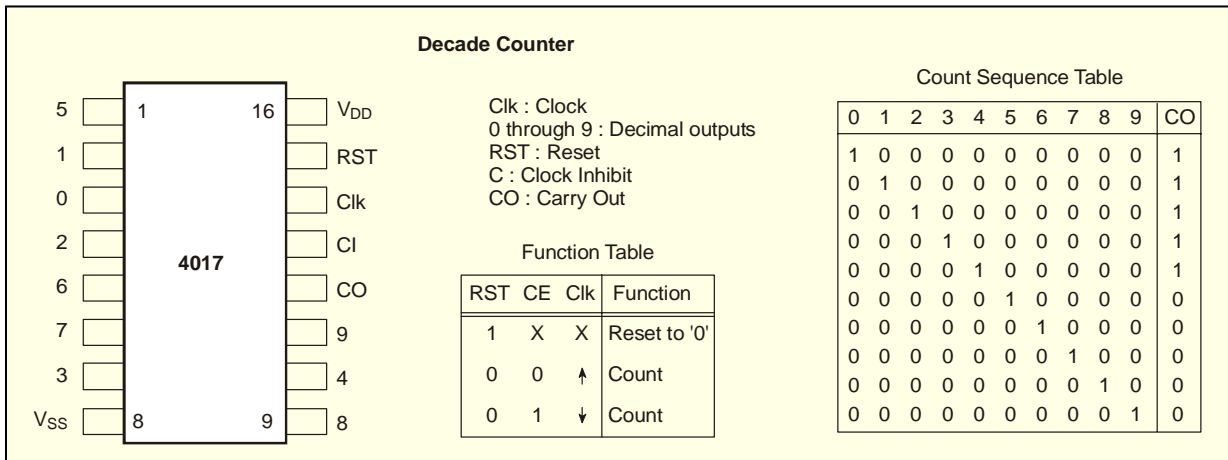 Decade Counter
5 1 16 VDD
1 RST
0 Clk
2 CI
4017
6 CO
7 9
3 4
VSS 8 9 8
Clk : Clock
0 through 9 : Decimal outputs
RST : Reset
C : Clock Inhibit
CO : Carry Out
Function Table
RST CE Clk Function
1 X X Reset to '0'
0 0 ↑ Count
0 1 ↓ Count
Count Sequence Table
0 1 2 3 4 5 6 7 8 9 CO
1 0 0 0 0 0 0 0 0 0 1
0 1 0 0 0 0 0 0 0 0 1
0 0 1 0 0 0 0 0 0 0 1
0 0 0 1 0 0 0 0 0 0 1
0 0 0 0 1 0 0 0 0 0 1
0 0 0 0 0 1 0 0 0 0 0
0 0 0 0 0 0 1 0 0 0 0
0 0 0 0 0 0 0 1 0 0 0
0 0 0 0 0 0 0 0 1 0 0
0 0 0 0 0 0 0 0 0 1 0